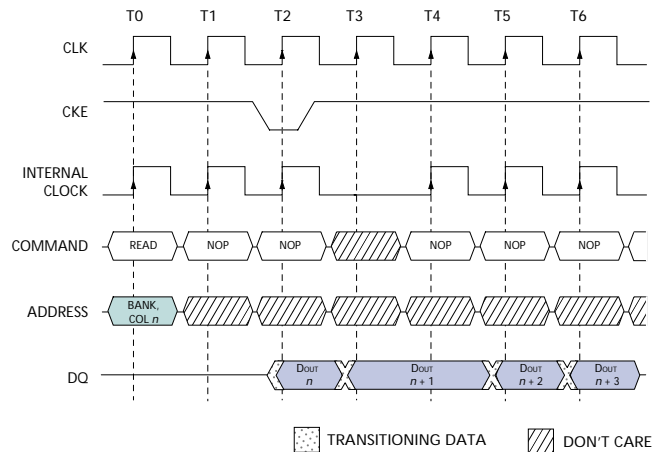 T0 T1 T2 T3 T4 T5 T6
CLK
CKE
INTERNAL
CLOCK
COMMAND READ NOP NOP NOP NOP NOP
ADDRESS BANK,
COL n
DQ DOUT
n DOUT
n + 1 DOUT
n + 2 DOUT
n + 3
TRANSITIONING DATA DON'T CARE